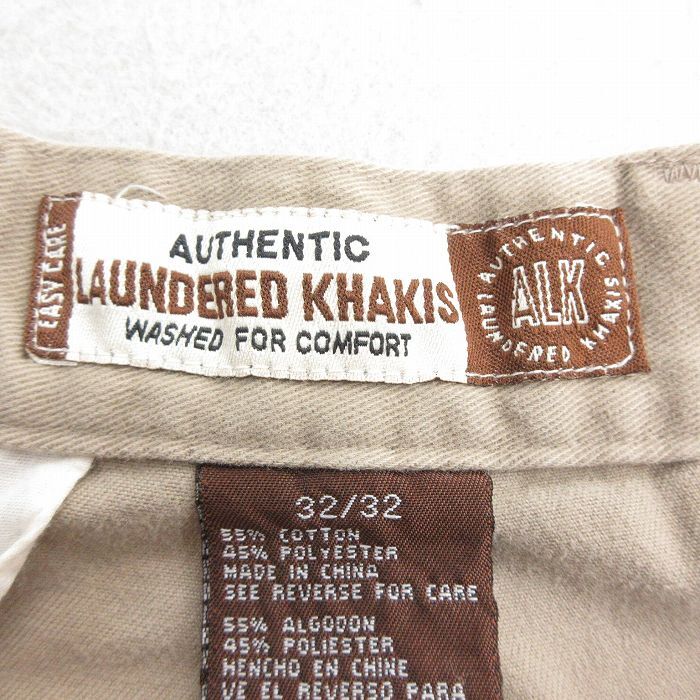 EASY CARE
AUTHENTIC
LAUNDERED KHAKIS
WASHED FOR COMFORT
AUTHENTIC
ALK
LAUNDERED KHAKIS
32/32
55% COTTON
45% POLYESTER
MADE IN CHINA
SEE REVERSE FOR CARE
55% ALGODON
45% POLIESTER
HENCHO EN CHINE
VE EL REVERSO PARA